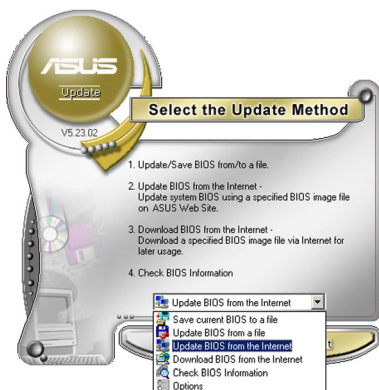 ASUS
Update
V5.23.02
Select the Update Method
1. Update/Save BIOS from/to a file.
2. Update BIOS from the Internet -
Update system BIOS using a specified BIOS image file
on ASUS Web Site.
3. Download BIOS from the Internet -
Download a specified BIOS image file via Internet for
later usage.
4. Check BIOS Information
Update BIOS from the Internet
Save current BIOS to a file
Update BIOS from a file
Update BIOS from the Internet
Download BIOS from the Internet
Check BIOS Information
Options